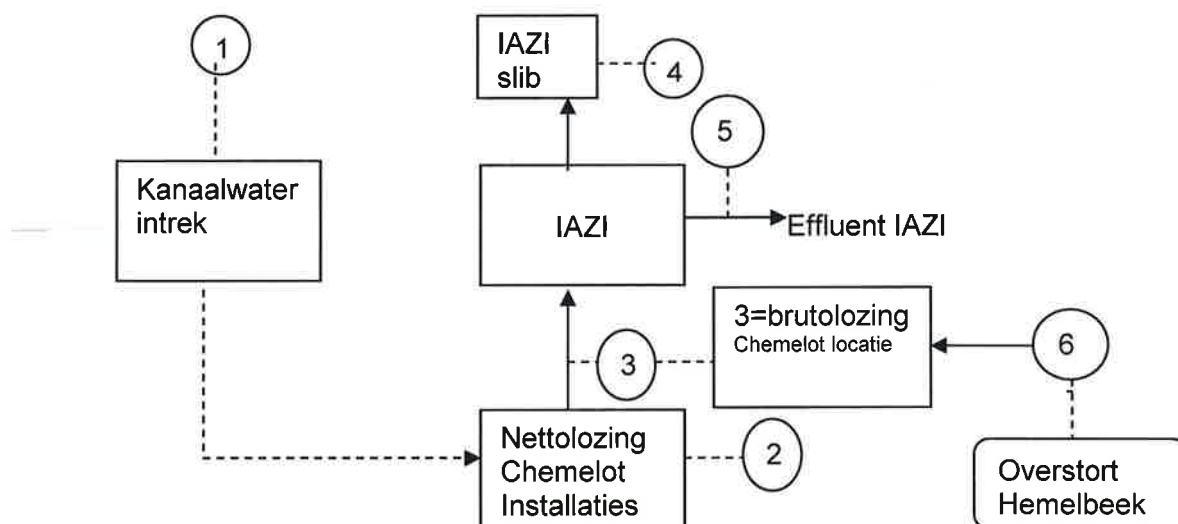 1
IAZI
slib
4
5
Kanaalwater
intrek
IAZI
Effluent IAZI
3=brutolozing
Chemelot locatie
6
3
Nettolozing
Chemelot
Installaties
2
Overstort
Hemelbeek